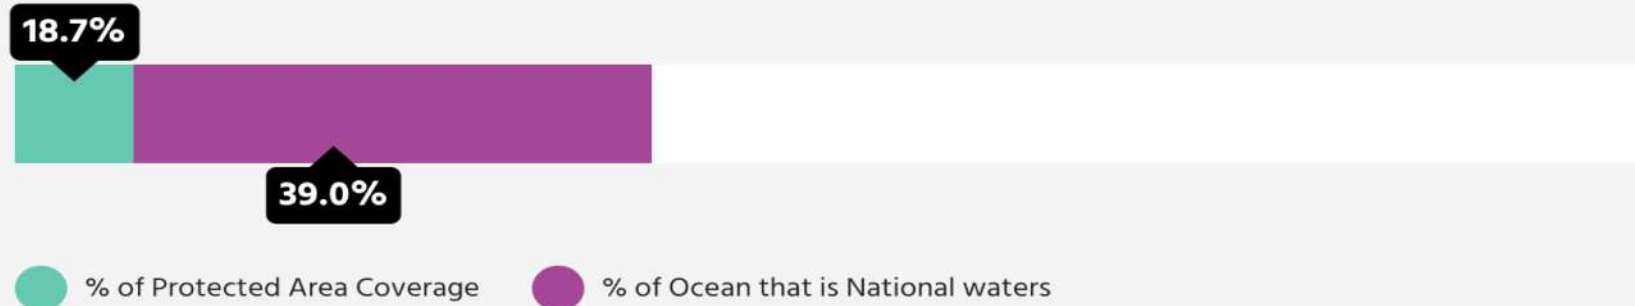 18.7%
39.0%
% of Protected Area Coverage
% of Ocean that is National waters